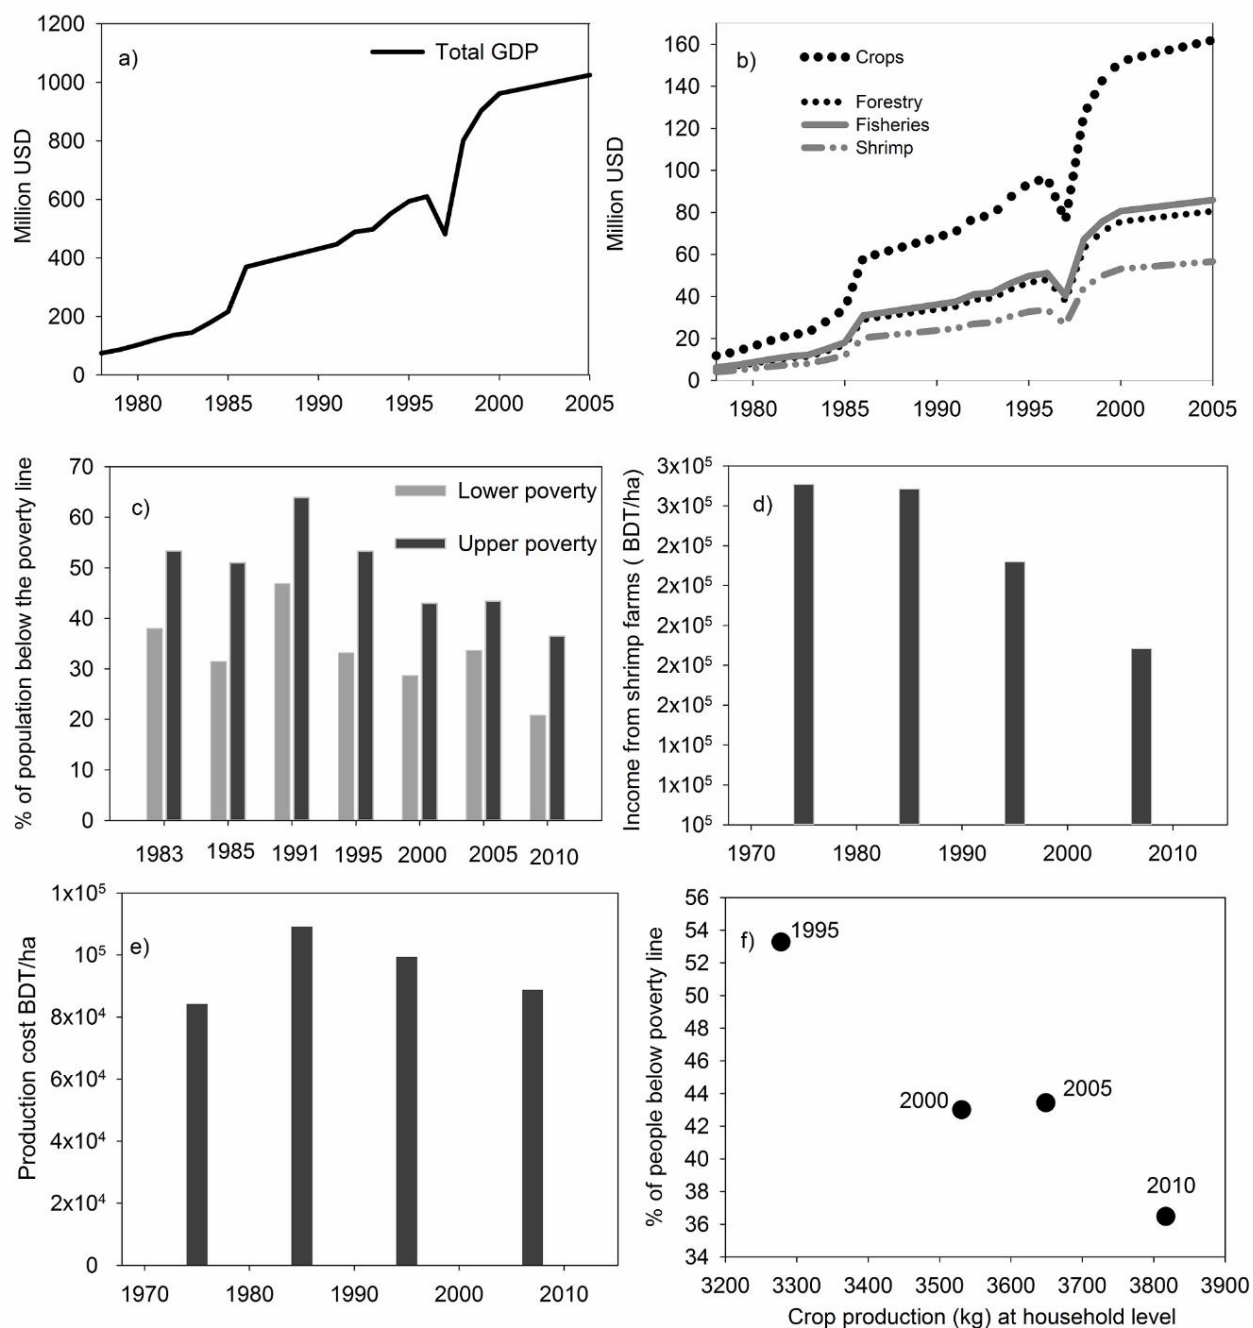 a)
Total GDP
Million USD
1200
1000
800
600
400
200
0
1980 1985 1990 1995 2000 2005
b)
Crops
Forestry
Fisheries
Shrimp
Million USD
160
140
120
100
80
60
40
20
0
1980 1985 1990 1995 2000 2005
c)
Lower poverty
Upper poverty
% of population below the poverty line
70
60
50
40
30
20
10
0
1983 1985 1991 1995 2000 2005 2010
d)
Income from shrimp farms ( BDT/ha)
3x10⁵
3x10⁵
2x10⁵
2x10⁵
2x10⁵
2x10⁵
2x10⁵
1x10⁵
1x10⁵
10⁵
1970 1980 1990 2000 2010
e)
Production cost BDT/ha
1x10⁵
10⁵
8x10⁴
6x10⁴
4x10⁴
2x10⁴
0
1970 1980 1990 2000 2010
f)
% of people below poverty line
56
54
52
50
48
46
44
42
40
38
36
34
1995
2000
2005
2010
3200 3300 3400 3500 3600 3700 3800 3900
Crop production (kg) at household level